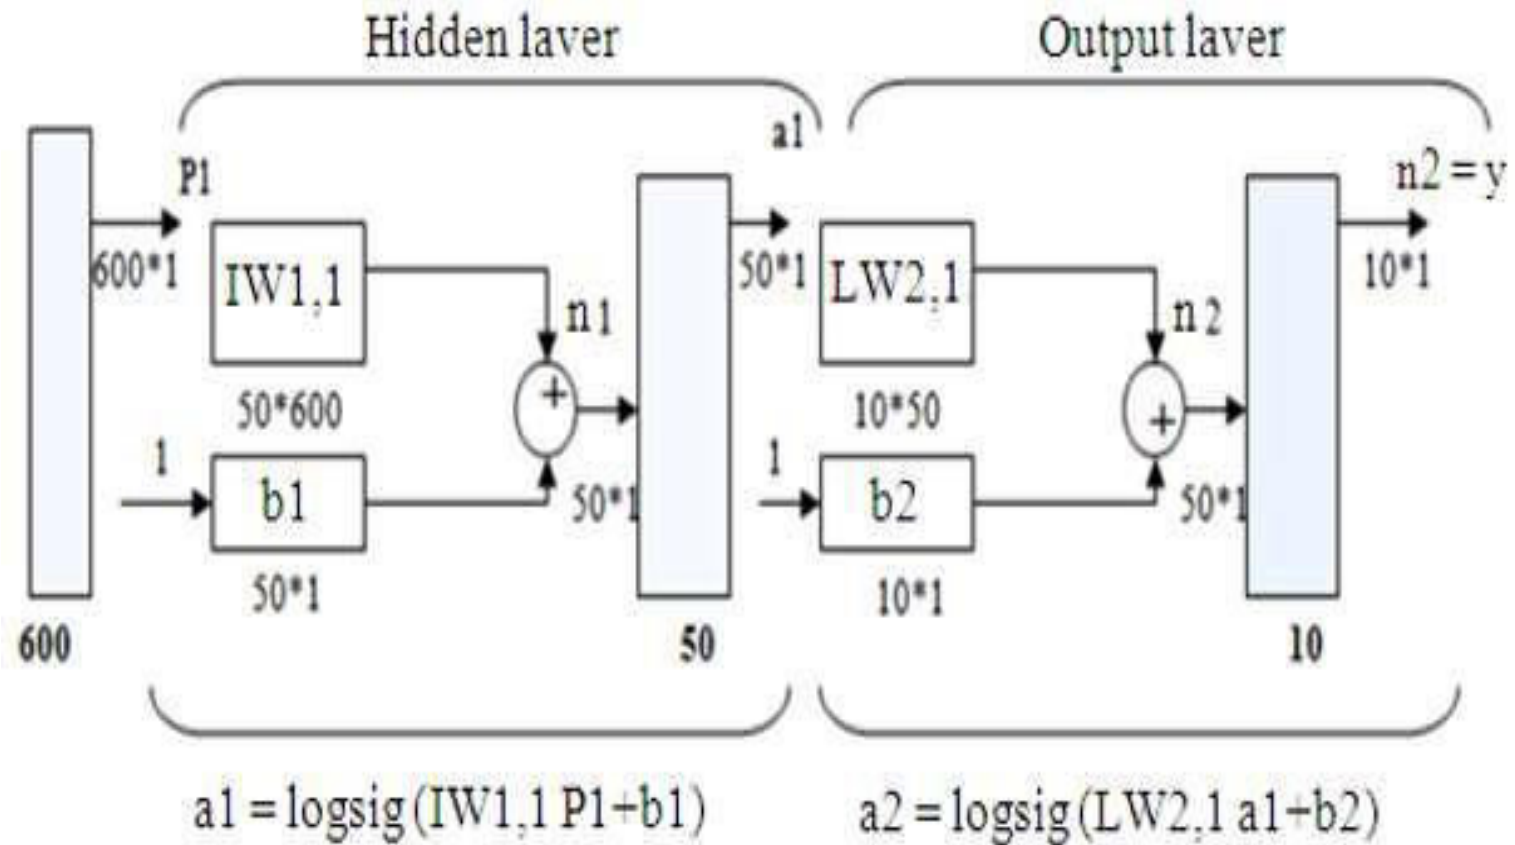 Hidden laver
Output laver
a1
P1
n2 = y
600*1
IW1,1
n1
50*1
LW2,1
n2
10*1
50*600
10*50
1
b1
50*1
1
b2
50*1
50*1
10*1
600
50
10
a1 = logsig (IW1,1 P1+b1)
a2 = logsig (LW2,1 a1+b2)